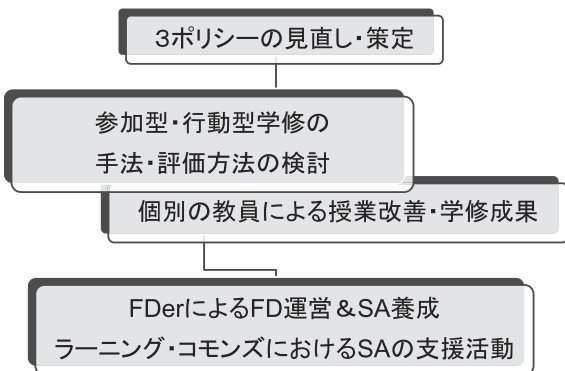 3ポリシーの見直し・策定
参加型・行動型学修の
手法・評価方法の検討
個別の教員による授業改善・学修成果
FDerによるFD運営＆SA養成
ラーニング・コモンズにおけるSAの支援活動